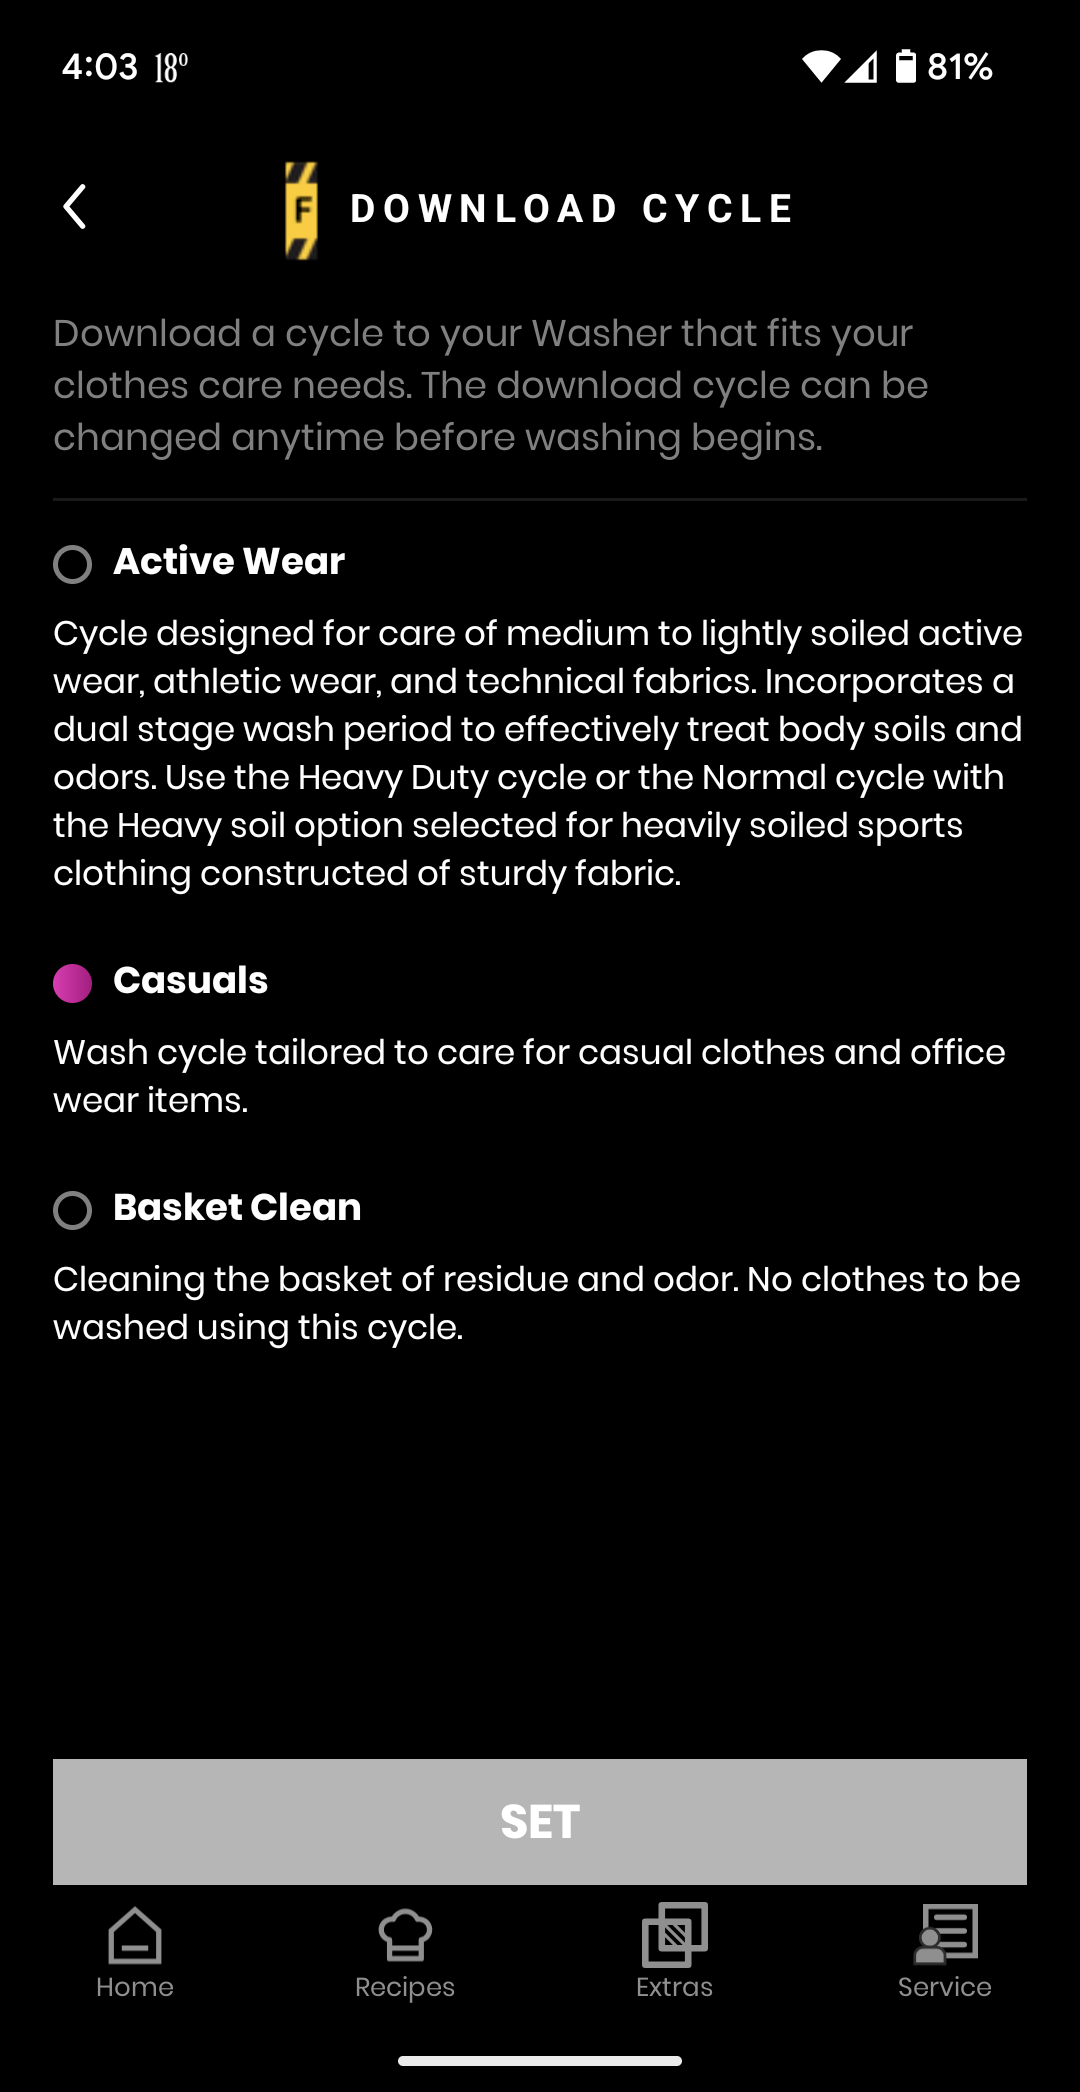 4:03 18° 81%
F DOWNLOAD CYCLE
Download a cycle to your Washer that fits your
clothes care needs. The download cycle can be
changed anytime before washing begins.
Active Wear
Cycle designed for care of medium to lightly soiled active
wear, athletic wear, and technical fabrics. Incorporates a
dual stage wash period to effectively treat body soils and
odors. Use the Heavy Duty cycle or the Normal cycle with
the Heavy soil option selected for heavily soiled sports
clothing constructed of sturdy fabric.
Casuals
Wash cycle tailored to care for casual clothes and office
wear items.
Basket Clean
Cleaning the basket of residue and odor. No clothes to be
washed using this cycle.
SET
Home Recipes Extras Service